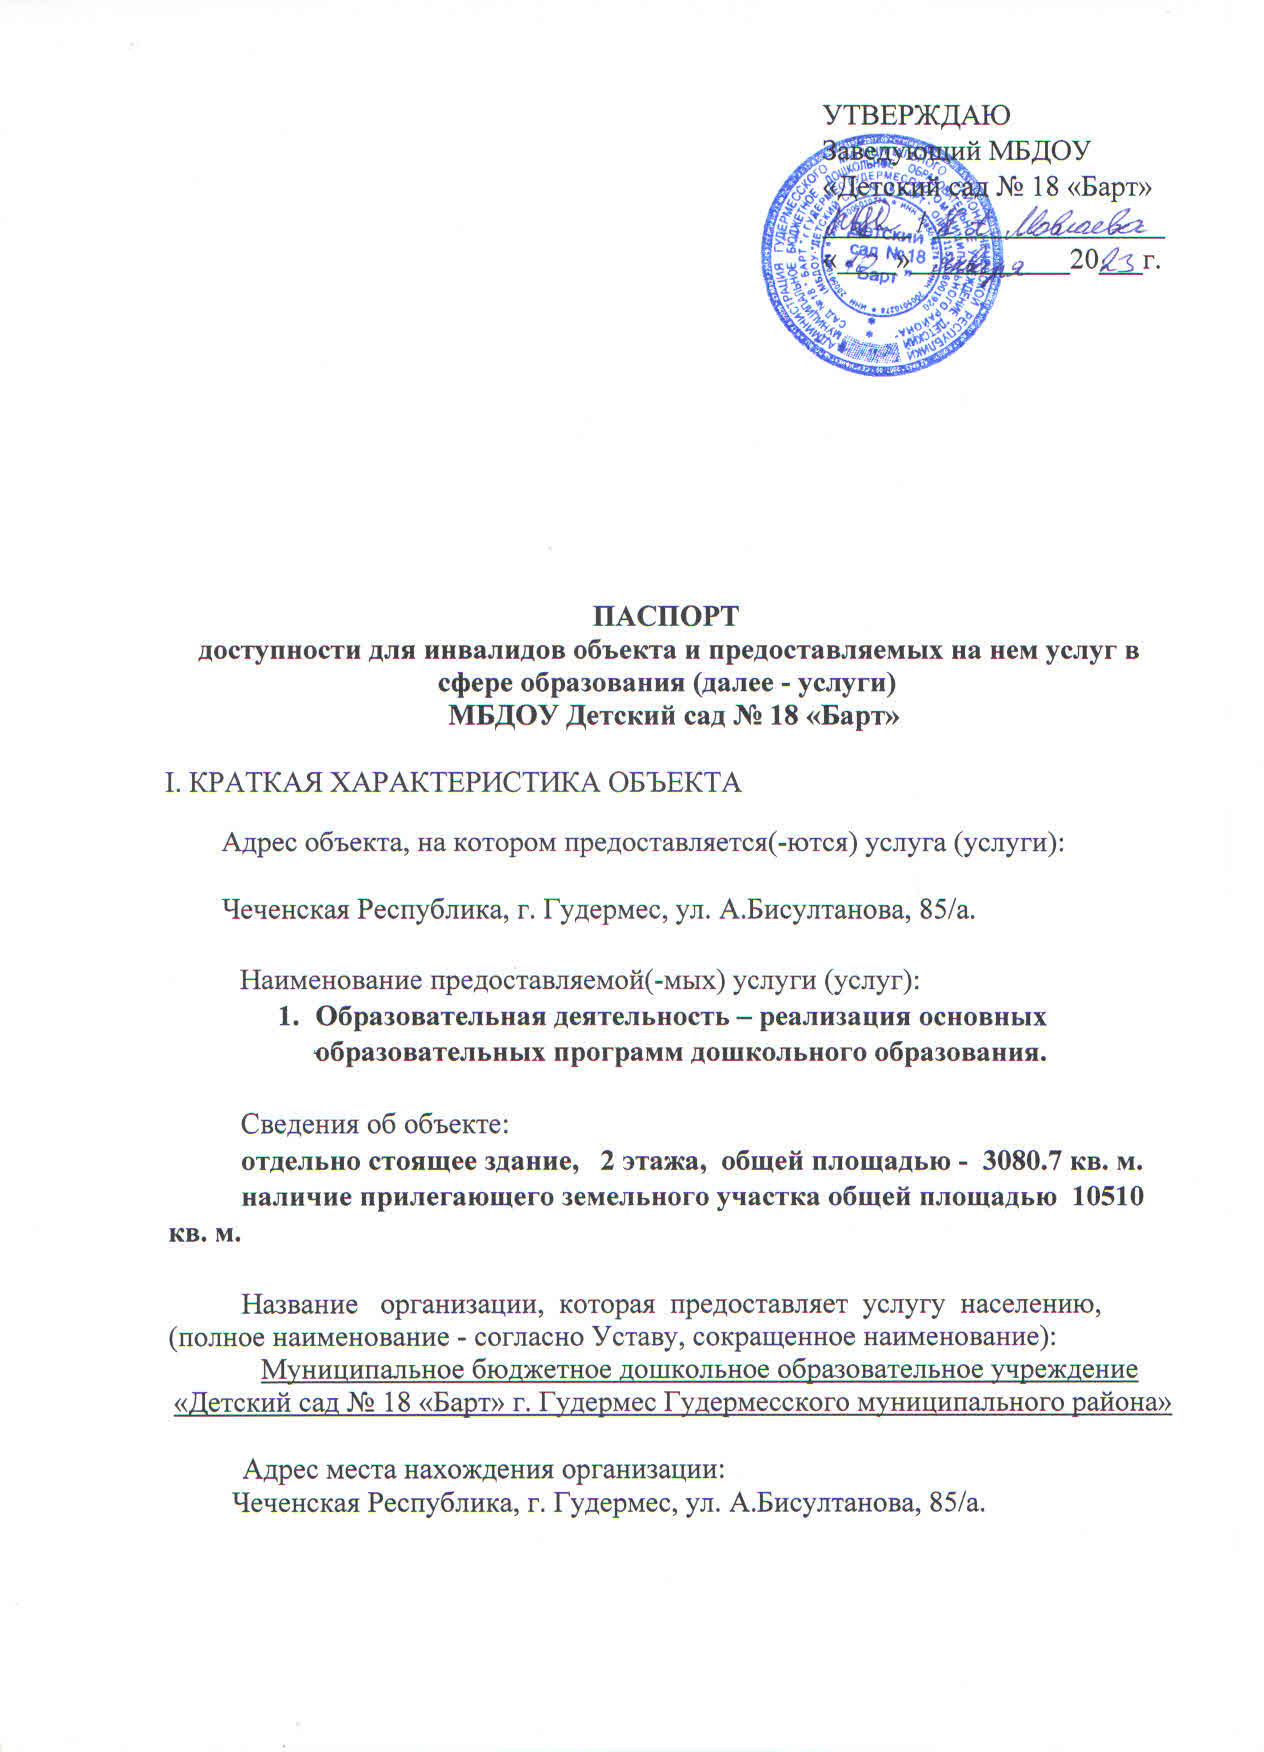 УТВЕРЖДАЮ
Заведующий МБДОУ
«Детский сад № 18 «Барт»
/
« » 2023 г.
Детский
сад №18
"Барт"
ПАСПОРТ
доступности для инвалидов объекта и предоставляемых на нем услуг в
сфере образования (далее - услуги)
МБДОУ Детский сад № 18 «Барт»
I. КРАТКАЯ ХАРАКТЕРИСТИКА ОБЪЕКТА
Адрес объекта, на котором предоставляется(-ются) услуга (услуги):
Чеченская Республика, г. Гудермес, ул. А.Бисултанова, 85/а.
Наименование предоставляемой(-мых) услуги (услуг):
1. Образовательная деятельность – реализация основных
образовательных программ дошкольного образования.
Сведения об объекте:
отдельно стоящее здание, 2 этажа, общей площадью - 3080.7 кв. м.
наличие прилегающего земельного участка общей площадью 10510
кв. м.
Название организации, которая предоставляет услугу населению,
(полное наименование - согласно Уставу, сокращенное наименование):
Муниципальное бюджетное дошкольное образовательное учреждение
«Детский сад № 18 «Барт» г. Гудермес Гудермесского муниципального района»
Адрес места нахождения организации:
Чеченская Республика, г. Гудермес, ул. А.Бисултанова, 85/а.